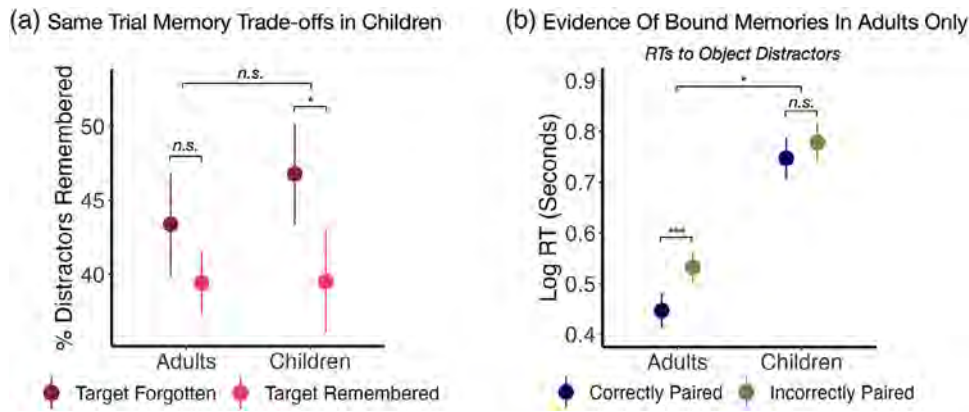 (a) Same Trial Memory Trade-offs in Children
% Distractors Remembered
50
45
40
n.s.
n.s.
*
Adults
Children
Target Forgotten
Target Remembered
(b) Evidence Of Bound Memories In Adults Only
RTs to Object Distractors
Log RT (Seconds)
0.9
0.8
0.7
0.6
0.5
0.4
*
n.s.
***
Adults
Children
Correctly Paired
Incorrectly Paired